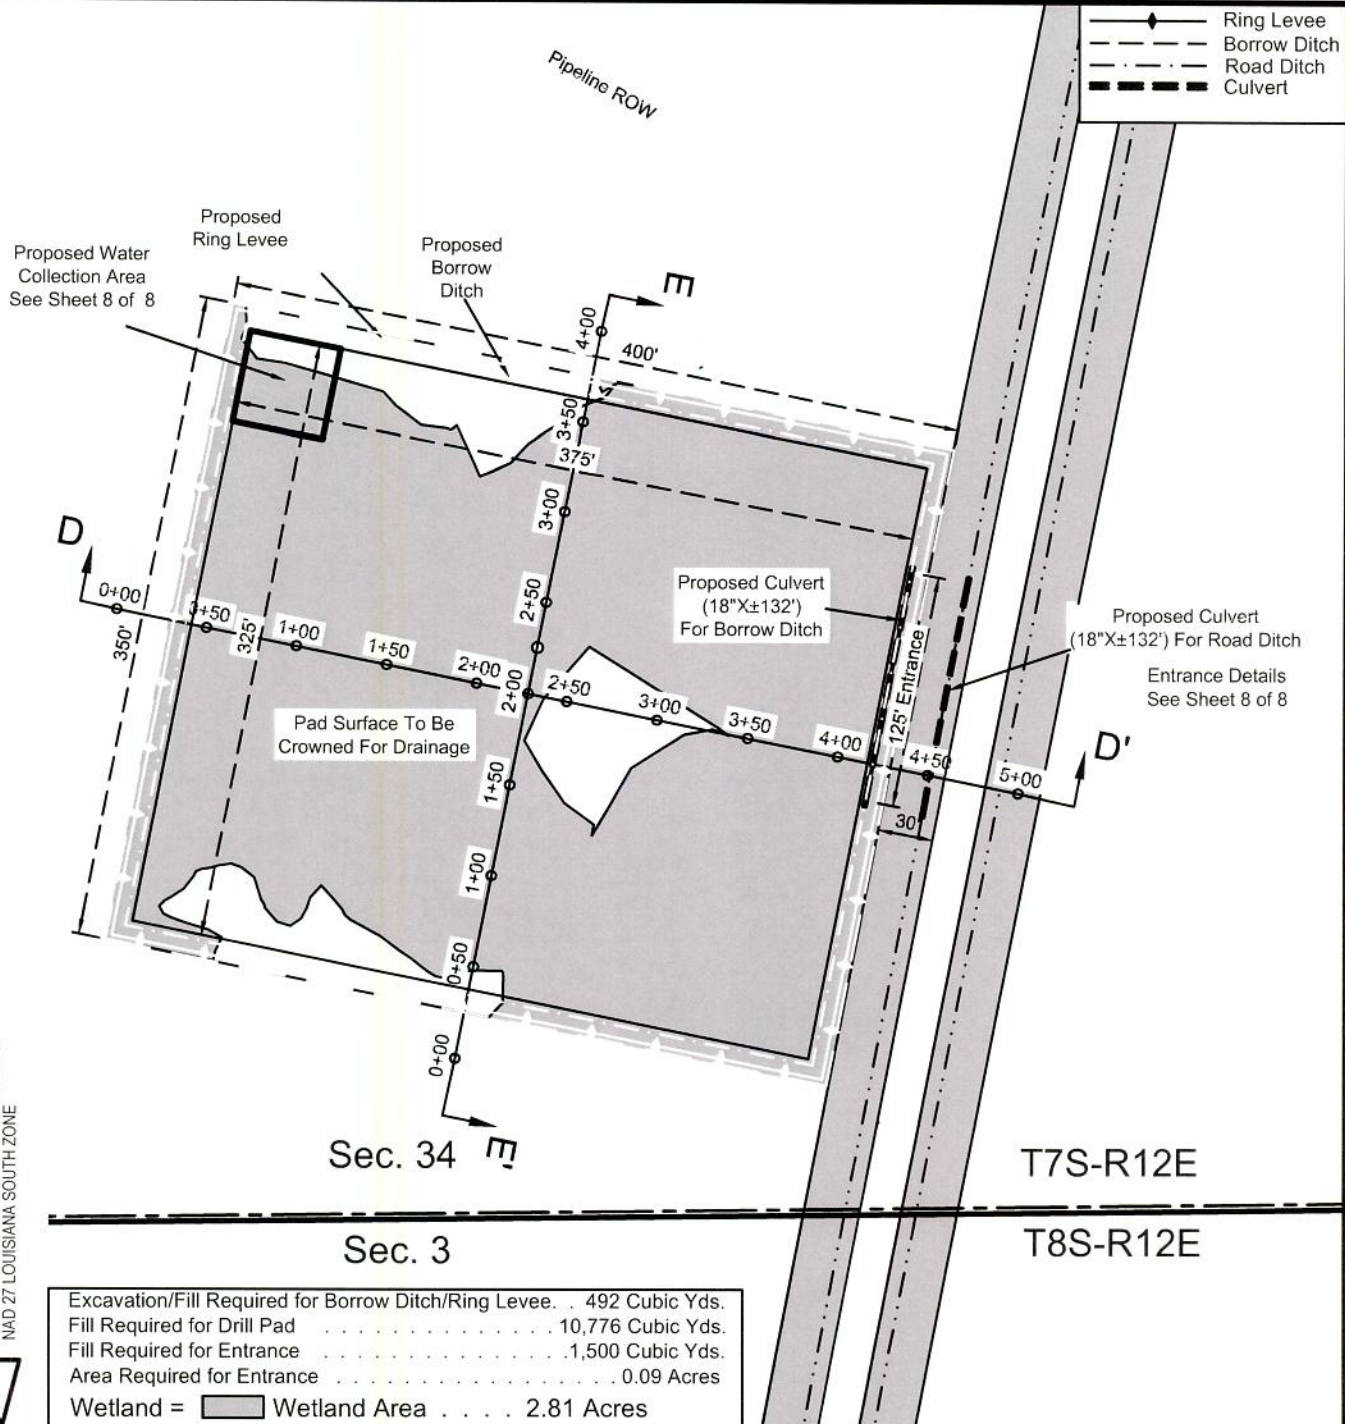 Ring Levee
Borrow Ditch
Road Ditch
Culvert
Pipeline ROW
Proposed
Ring Levee
Proposed Water
Collection Area
See Sheet 8 of 8
Proposed
Borrow
Ditch
E
4+00
400'
3+50
375'
3+00
2+50
2+00
1+50
1+00
0+50
0+00
E'
D
0+00
0+50
1+00
1+50
2+00
2+50
3+00
3+50
4+00
4+50
5+00
D'
350'
325'
Proposed Culvert
(18"X±132')
For Borrow Ditch
125' Entrance
30'
Proposed Culvert
(18"X±132') For Road Ditch
Entrance Details
See Sheet 8 of 8
Pad Surface To Be
Crowned For Drainage
Sec. 34
T7S-R12E
Sec. 3
T8S-R12E
NAD 27 LOUISIANA SOUTH ZONE
Excavation/Fill Required for Borrow Ditch/Ring Levee. . 492 Cubic Yds.
Fill Required for Drill Pad . . . . . . . . . . . . . . 10,776 Cubic Yds.
Fill Required for Entrance . . . . . . . . . . . . . . .1,500 Cubic Yds.
Area Required for Entrance . . . . . . . . . . . . . . . . . 0.09 Acres
Wetland = Wetland Area . . . . 2.81 Acres